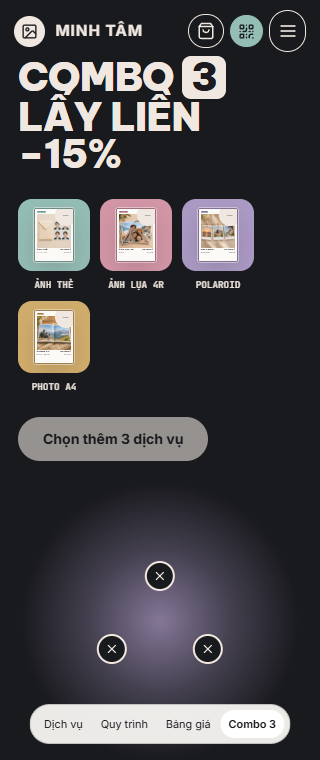 MINH TÂM
COMBO 3
LẤY LIỀN
-15%
ẢNH THẺ
ẢNH LỤA 4R
POLAROID
PHOTO A4
Chọn thêm 3 dịch vụ
Dịch vụ
Quy trình
Bảng giá
Combo 3